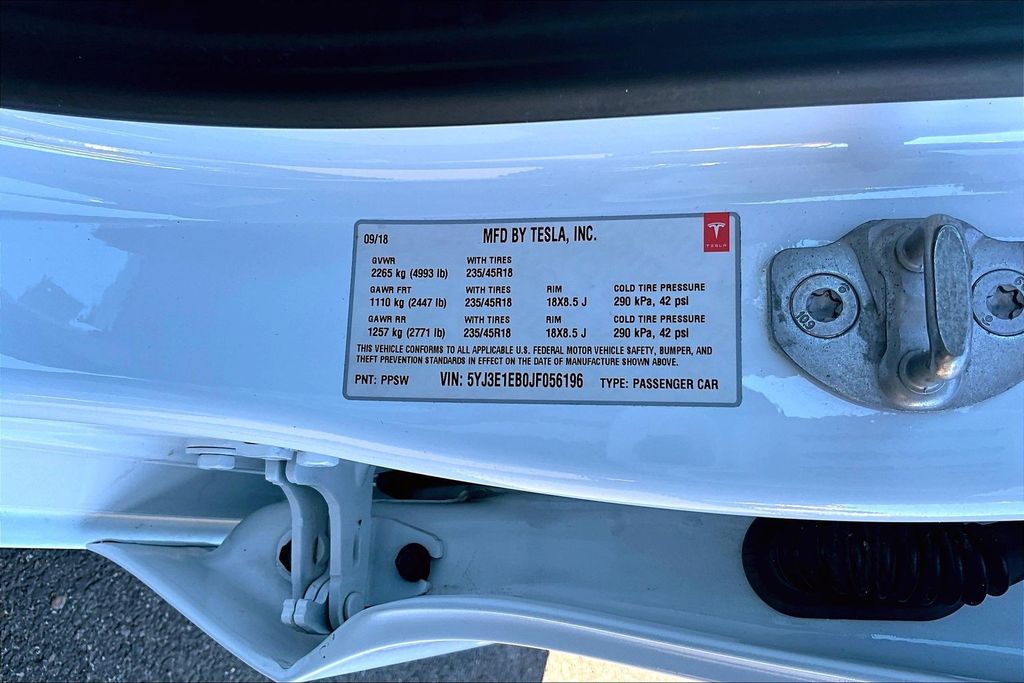 09/18 MFD BY TESLA, INC.
TESLA
GVWR WITH TIRES
2265 kg (4993 lb) 235/45R18
GAWR FRT WITH TIRES RIM COLD TIRE PRESSURE
1110 kg (2447 lb) 235/45R18 18X8.5 J 290 kPa, 42 psi
GAWR RR WITH TIRES RIM COLD TIRE PRESSURE
1257 kg (2771 lb) 235/45R18 18X8.5 J 290 kPa, 42 psi
THIS VEHICLE CONFORMS TO ALL APPLICABLE U.S. FEDERAL MOTOR VEHICLE SAFETY, BUMPER, AND
THEFT PREVENTION STANDARDS IN EFFECT ON THE DATE OF MANUFACTURE SHOWN ABOVE.
PNT: PPSW VIN: 5YJ3E1EB0JF056196 TYPE: PASSENGER CAR